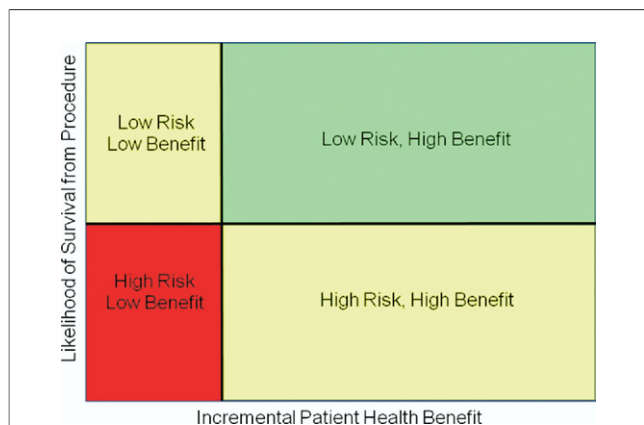 Likelihood of Survival from Procedure
Low Risk
Low Benefit
Low Risk, High Benefit
High Risk
Low Benefit
High Risk, High Benefit
Incremental Patient Health Benefit